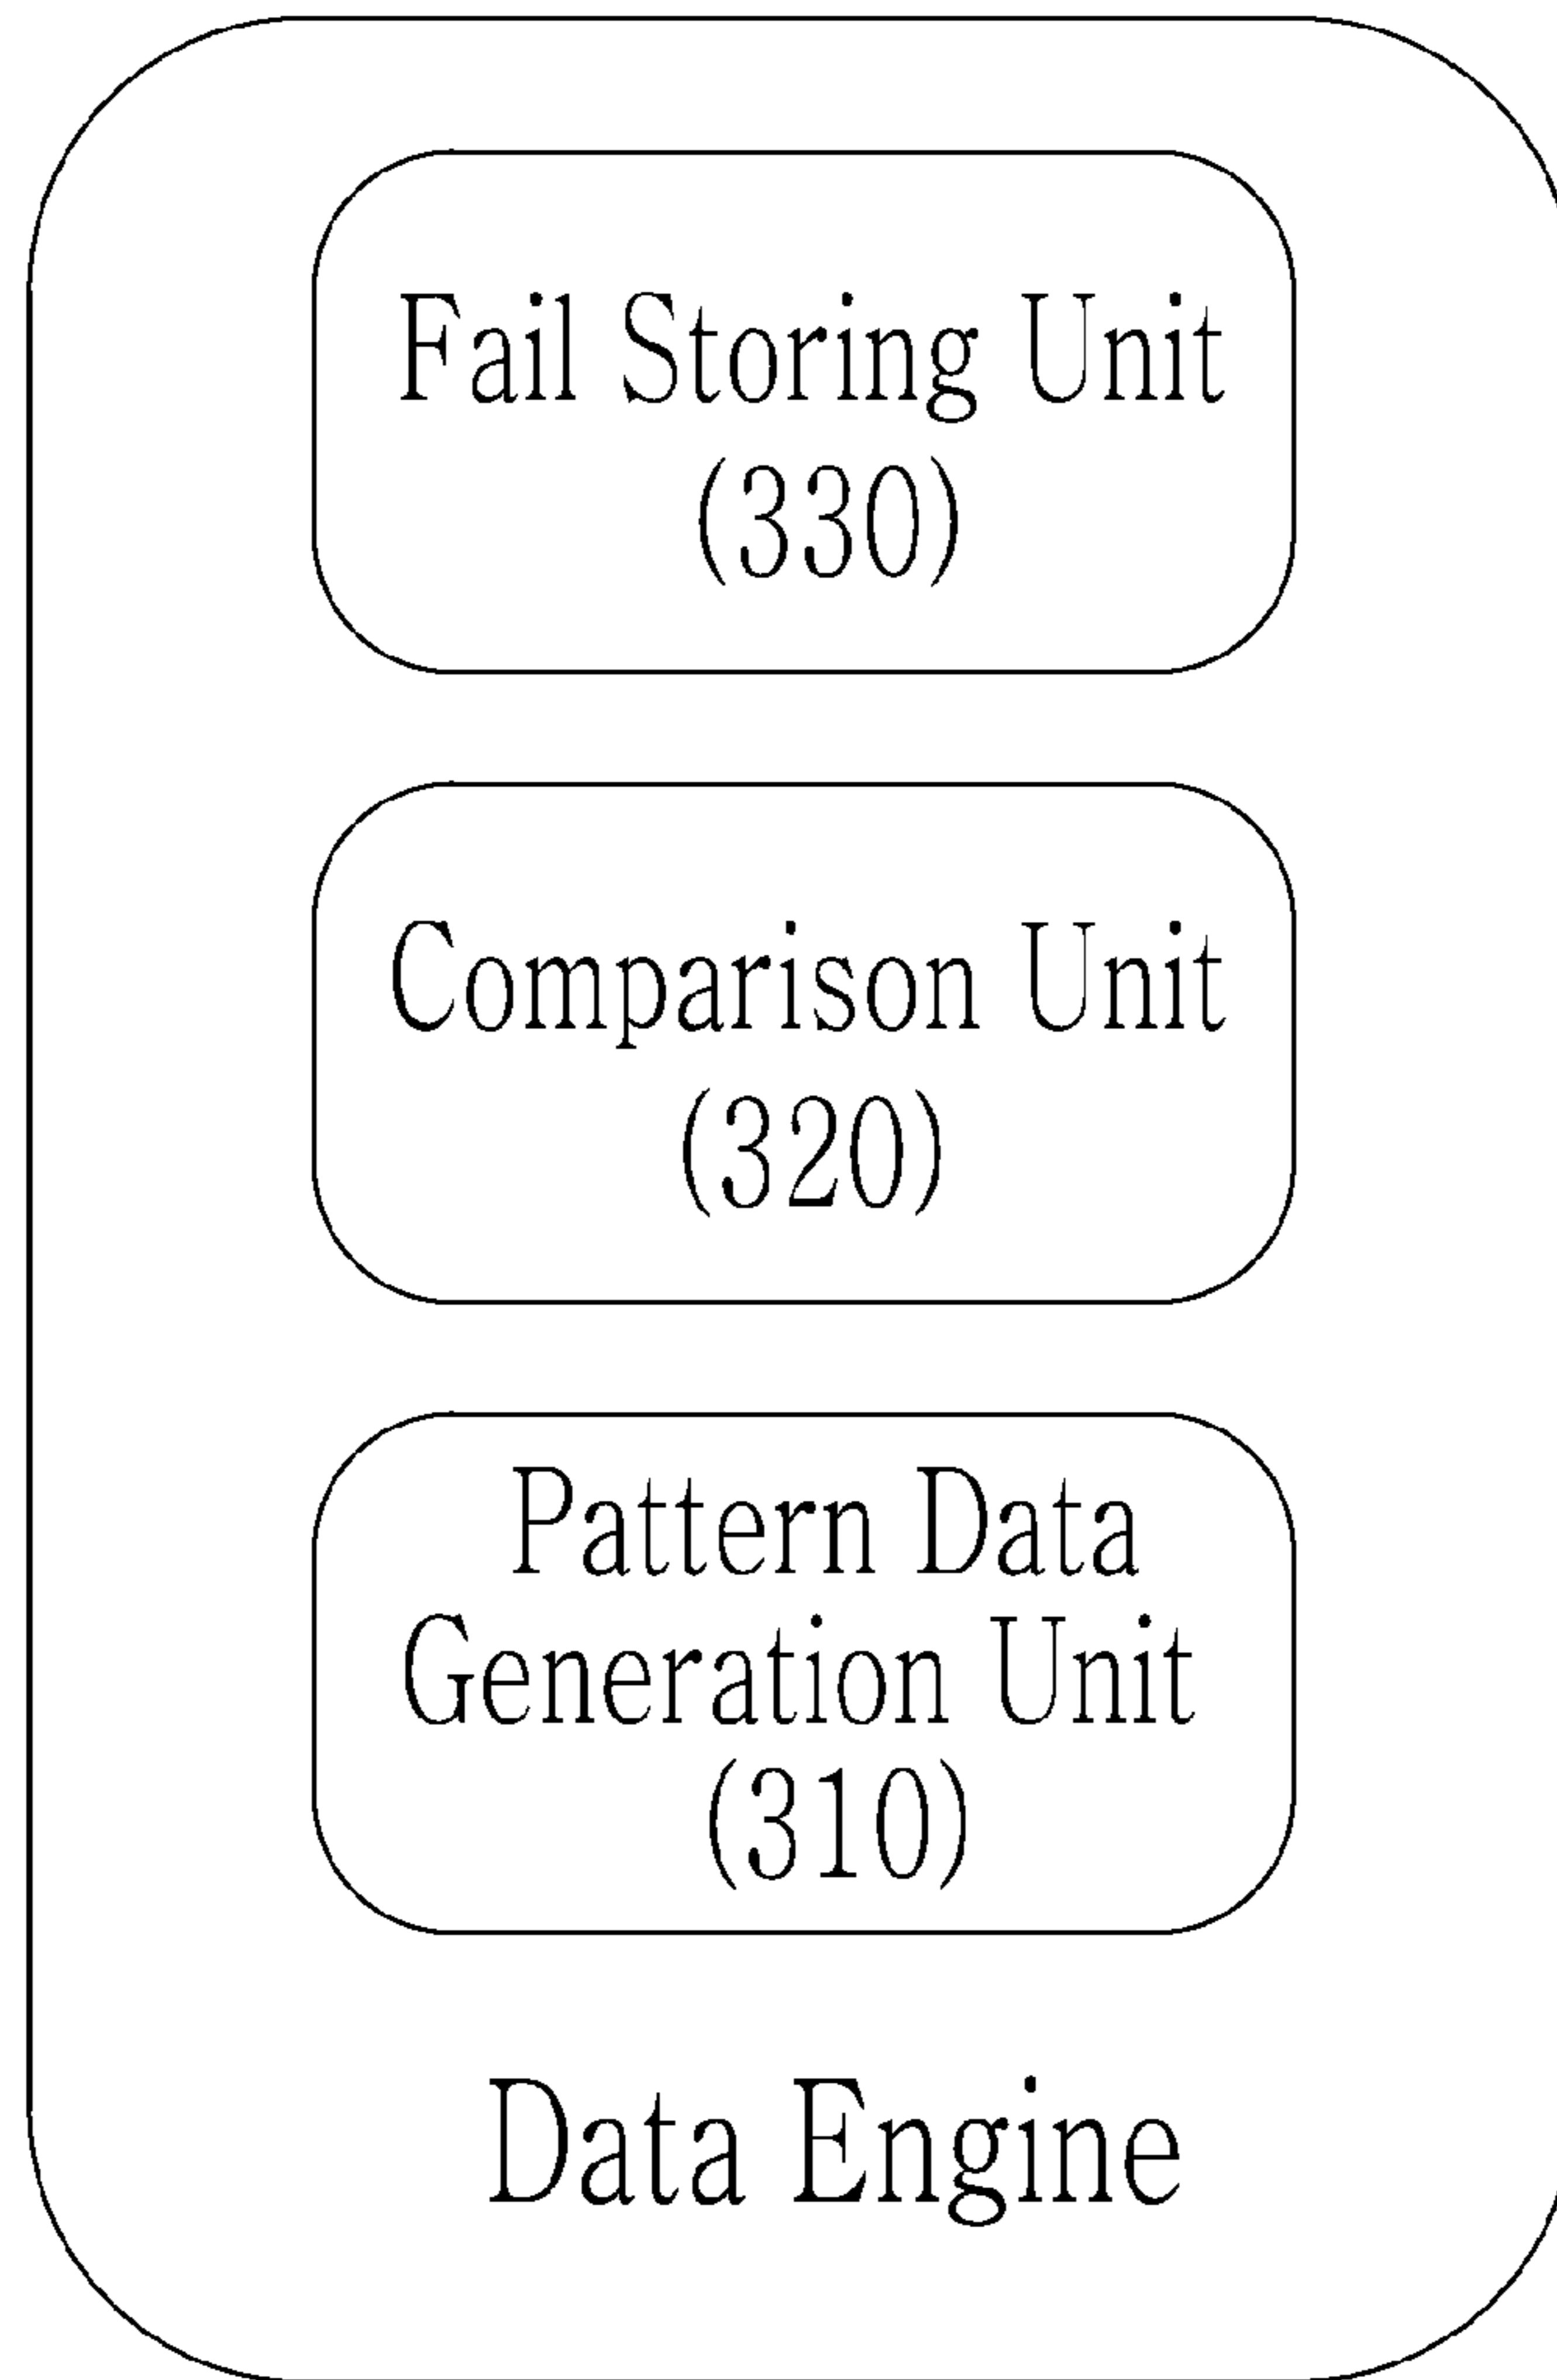 Fail Storing Unit
(330)
Comparison Unit
(320)
Pattern Data
Generation Unit
(310)
Data Engine